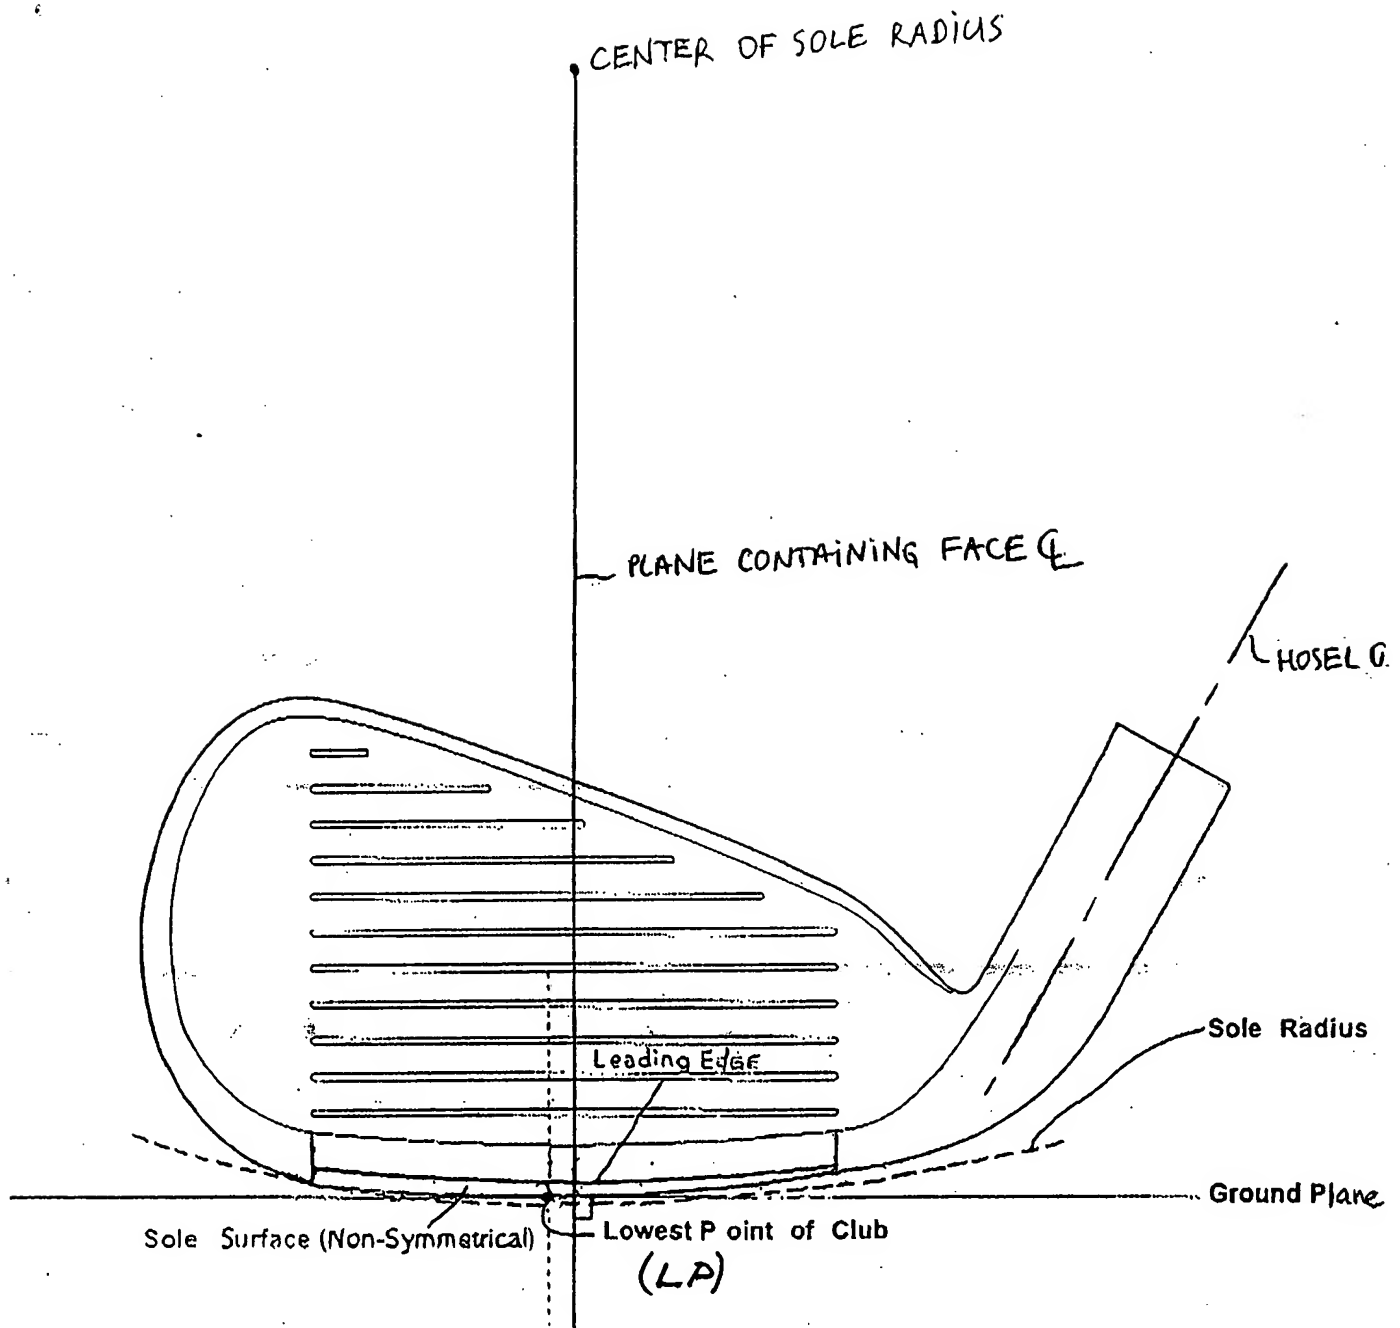 CENTER OF SOLE RADIUS
PLANE CONTAINING FACE ℄
HOSEL
Leading EdGE
Sole Radius
Ground Plane
Sole Surface (Non-Symmetrical)
Lowest P oint of Club
(LP)